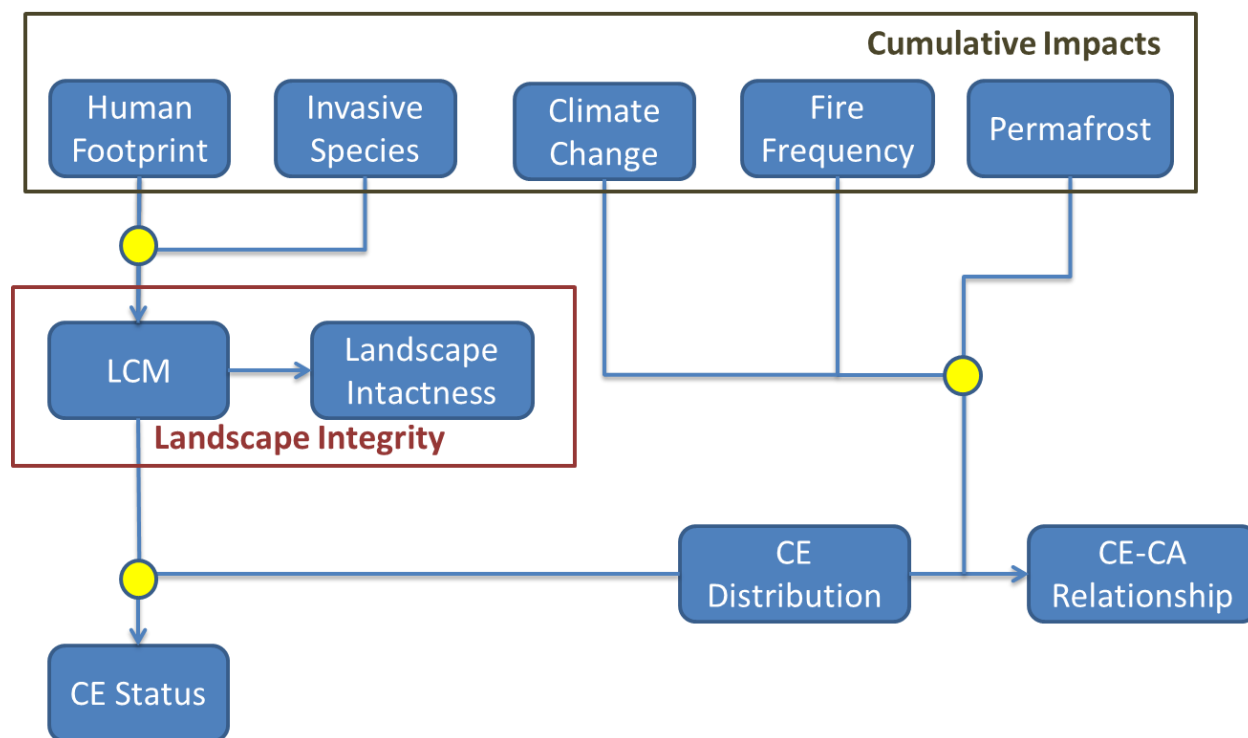 Cumulative Impacts
Human
Footprint
Invasive
Species
Climate
Change
Fire
Frequency
Permafrost
LCM
Landscape
Intactness
Landscape Integrity
CE
Distribution
CE-CA
Relationship
CE Status